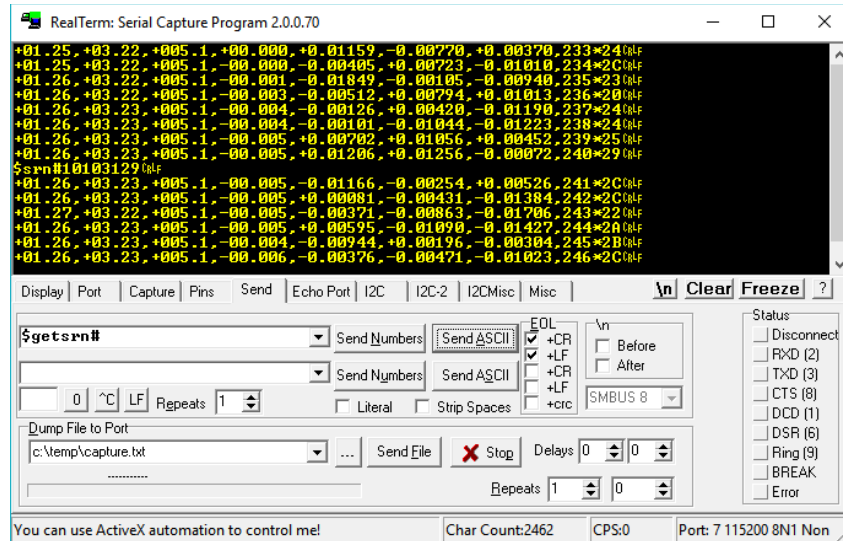 RealTerm: Serial Capture Program 2.0.0.70
+01.25,+03.22,+005.1,+00.000,+0.01159,-0.00770,+0.00370,233*24CRLF
+01.25,+03.22,+005.1,-00.000,-0.00405,+0.00723,-0.01010,234*2CCRLF
+01.26,+03.22,+005.1,-00.001,-0.01849,-0.00105,-0.00940,235*23CRLF
+01.26,+03.22,+005.1,-00.003,-0.00512,+0.00794,+0.01013,236*20CRLF
+01.26,+03.23,+005.1,-00.004,-0.00126,+0.00420,-0.01190,237*24CRLF
+01.26,+03.23,+005.1,-00.004,-0.00101,-0.01044,-0.01223,238*24CRLF
+01.26,+03.23,+005.1,-00.005,+0.00702,+0.01056,+0.00452,239*25CRLF
+01.26,+03.23,+005.1,-00.005,+0.01206,+0.01256,-0.00072,240*29CRLF
$srn#10103129CRLF
+01.26,+03.23,+005.1,-00.005,-0.01166,-0.00254,+0.00526,241*2CCRLF
+01.26,+03.23,+005.1,-00.005,+0.00081,-0.00431,-0.01384,242*2CCRLF
+01.27,+03.22,+005.1,-00.005,-0.00371,-0.00863,-0.01706,243*22CRLF
+01.26,+03.23,+005.1,-00.005,+0.00595,-0.01090,-0.01427,244*2ACRLF
+01.26,+03.23,+005.1,-00.004,-0.00944,+0.00196,-0.00304,245*2BCRLF
+01.26,+03.23,+005.1,-00.006,-0.00376,-0.00471,-0.01023,246*2CCRLF
Display Port Capture Pins Send Echo Port I2C I2C-2 I2CMisc Misc \n Clear Freeze ?
$getsrn# Send Numbers Send ASCII
EOL
+CR
+LF
+CR
+LF
+crc
\n
Before
After
SMBUS 8
Send Numbers Send ASCII
0 ^C LF Repeats 1 Literal Strip Spaces
Dump File to Port
c:\temp\capture.txt ... Send File Stop Delays 0 0
----------- Repeats 1 0
Status
Disconnect
RXD (2)
TXD (3)
CTS (8)
DCD (1)
DSR (6)
Ring (9)
BREAK
Error
You can use ActiveX automation to control me! Char Count:2462 CPS:0 Port: 7 115200 8N1 Non